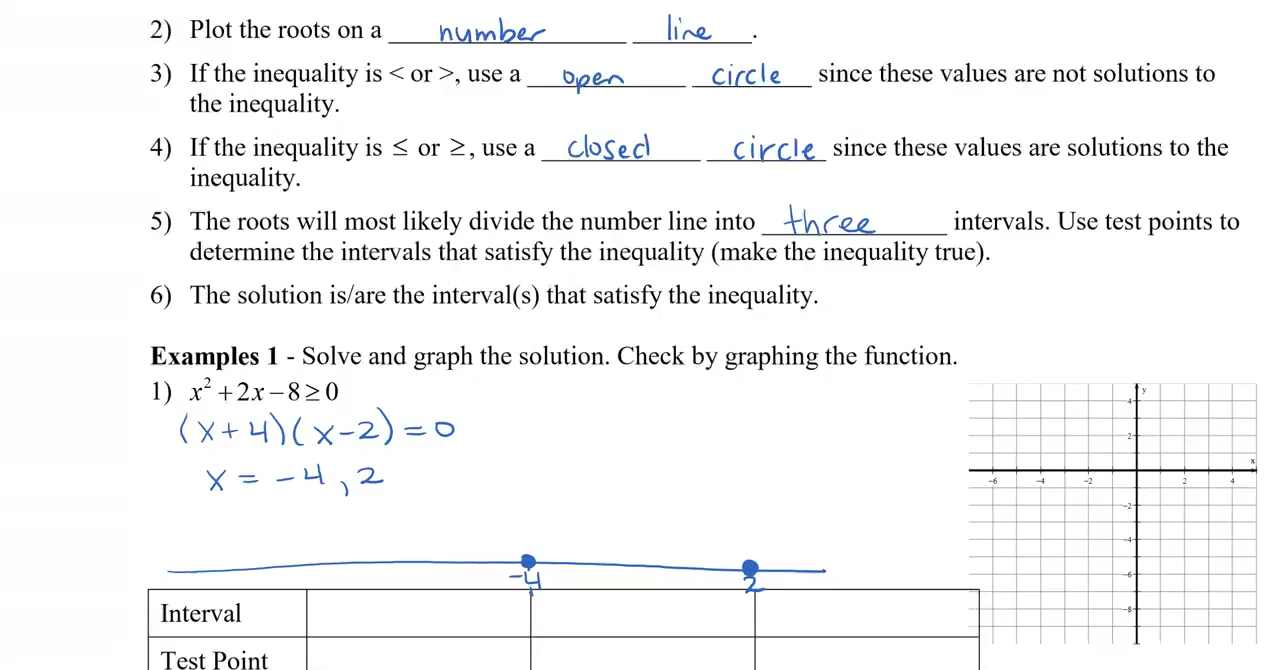 2) Plot the roots on a number line.
3) If the inequality is < or >, use a open circle since these values are not solutions to
the inequality.
4) If the inequality is ≤ or ≥, use a closed circle since these values are solutions to the
inequality.
5) The roots will most likely divide the number line into three intervals. Use test points to
determine the intervals that satisfy the inequality (make the inequality true).
6) The solution is/are the interval(s) that satisfy the inequality.
Examples 1 - Solve and graph the solution. Check by graphing the function.
1) x² + 2x − 8 ≥ 0
(x+4)(x−2) = 0
x = −4, 2
−4 2
Interval
Test Point
y
4
2
x
−6 −4 −2 2 4
−2
−4
−6
−8